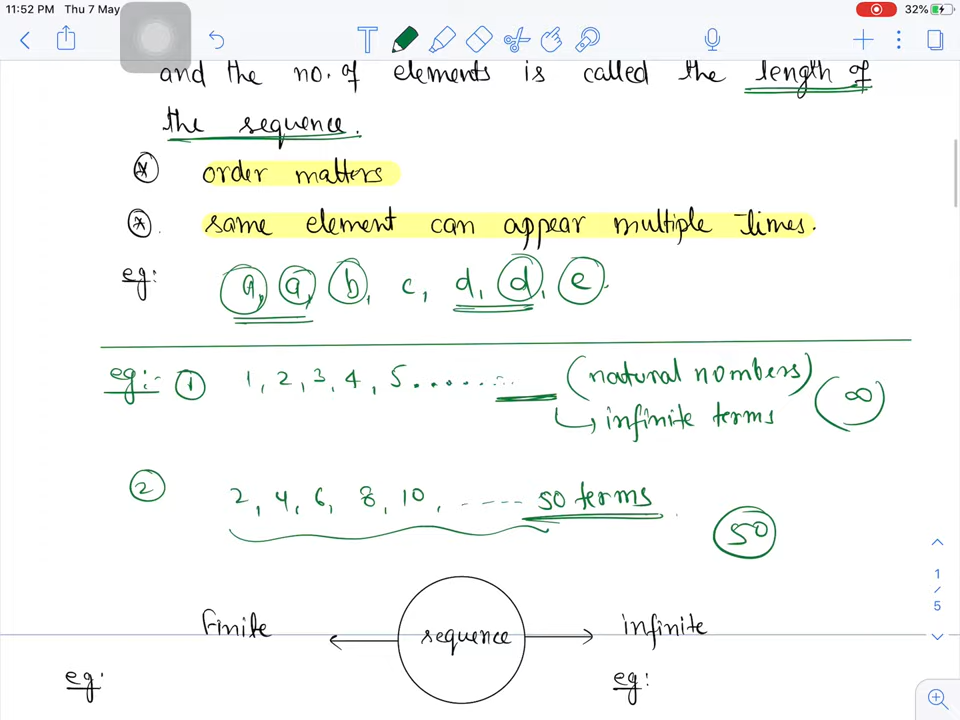 11:52 PM Thu 7 May 32%
and the no. of elements is called the length of
the sequence.
* order matters
* same element can appear multiple times.
eg: a, a, b, c, d, d, e.
eg:- 1 1, 2, 3, 4, 5 ............ (natural numbers) (∞)
↳ infinite terms
2 2, 4, 6, 8, 10, ------ 50 terms 50
1
/
5
Finite ← sequence → infinite
eg: eg: